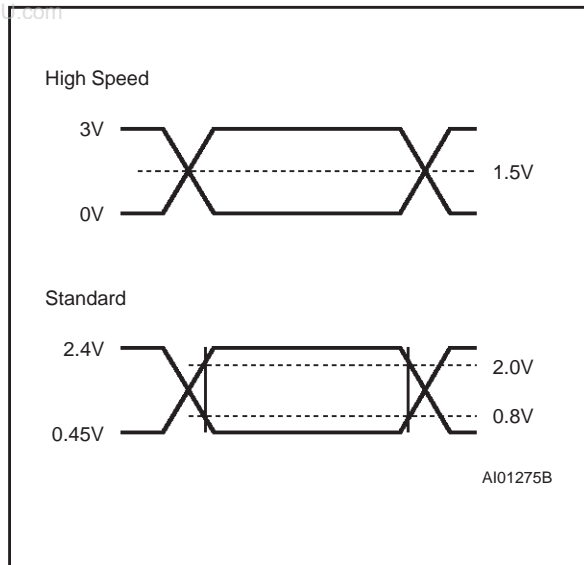 U.com
High Speed
3V
1.5V
0V
Standard
2.4V
2.0V
0.8V
0.45V
AI01275B